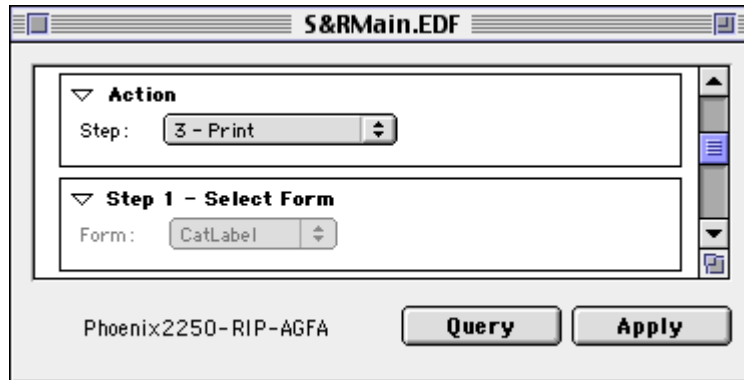 S&RMain.EDF
Action
Step: 3 - Print
Step 1 - Select Form
Form: CatLabel
Phoenix2250-RIP-AGFA Query Apply